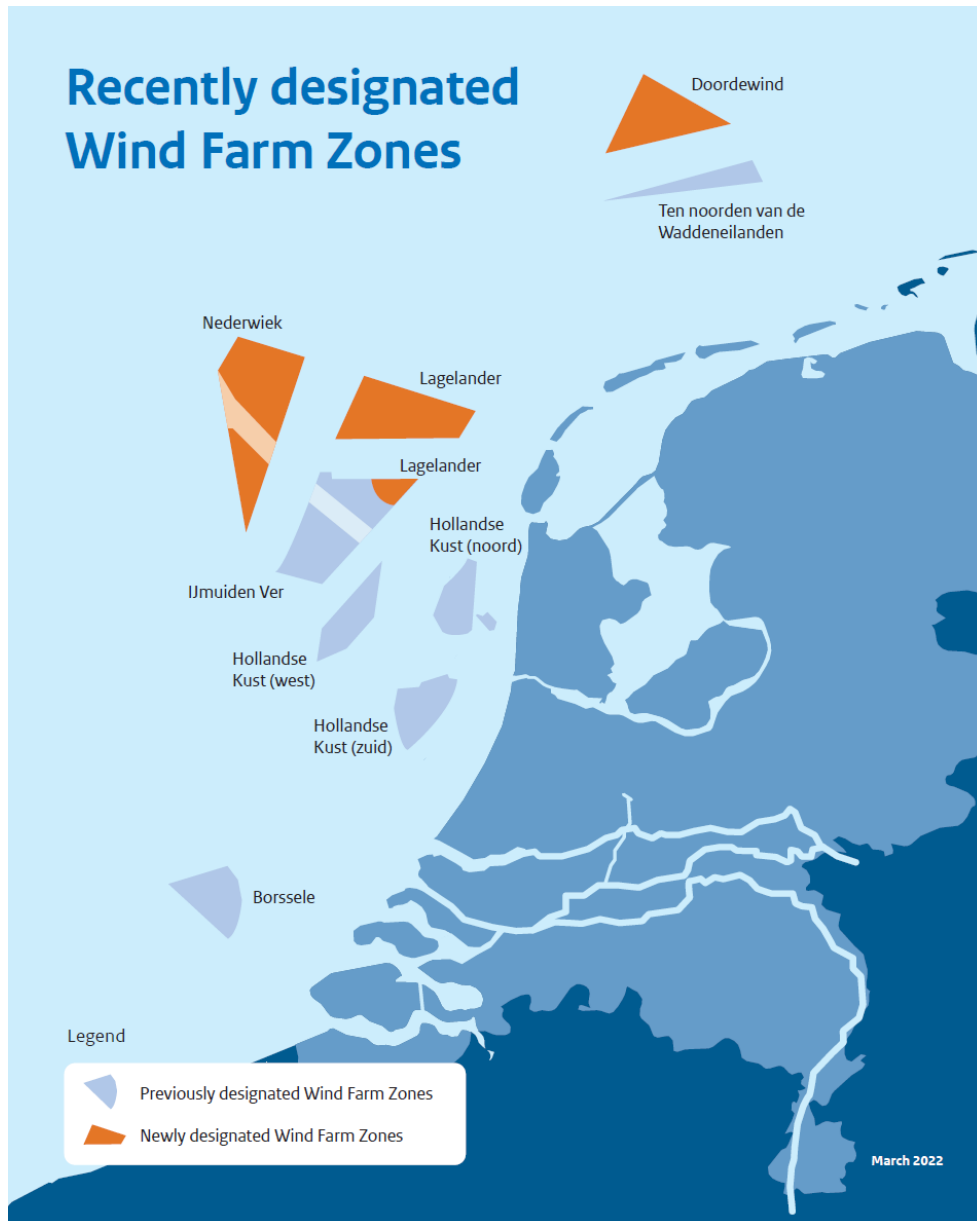 Recently designated
Wind Farm Zones
Doordewind
Ten noorden van de
Waddeneilanden
Nederwiek
Lagelander
Lagelander
Hollandse
Kust (noord)
IJmuiden Ver
Hollandse
Kust (west)
Hollandse
Kust (zuid)
Borssele
Legend
Previously designated Wind Farm Zones
Newly designated Wind Farm Zones
March 2022